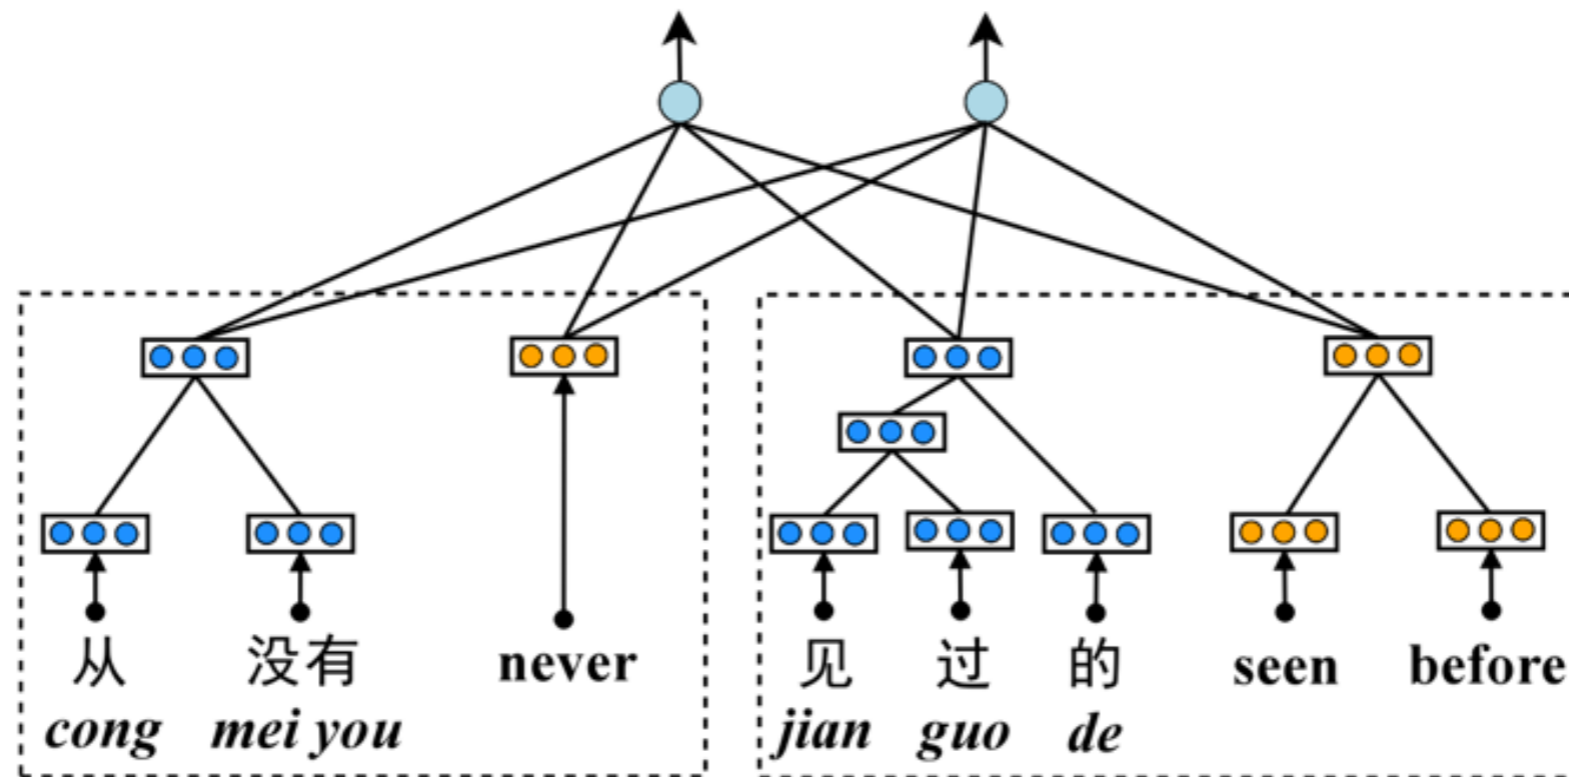 从 没有 never 见 过 的 seen before
cong mei you jian guo de